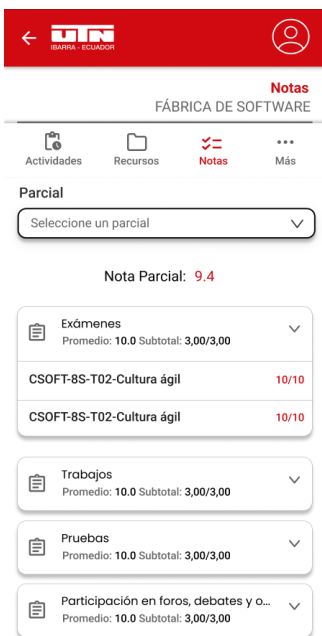 UTN
IBARRA - ECUADOR
Notas
FÁBRICA DE SOFTWARE
Actividades
Recursos
Notas
Más
Parcial
Seleccione un parcial
Nota Parcial: 9.4
Exámenes
Promedio: 10.0 Subtotal: 3,00/3,00
CSOFT-8S-T02-Cultura ágil 10/10
CSOFT-8S-T02-Cultura ágil 10/10
Trabajos
Promedio: 10.0 Subtotal: 3,00/3,00
Pruebas
Promedio: 10.0 Subtotal: 3,00/3,00
Participación en foros, debates y o...
Promedio: 10.0 Subtotal: 3,00/3,00